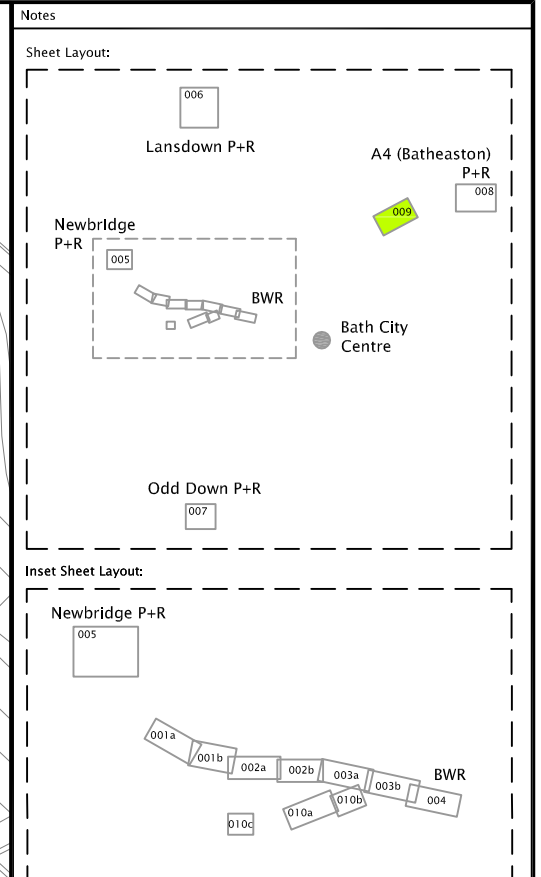 Notes
Sheet Layout:
006
Lansdown P+R
A4 (Batheaston)
P+R
008
009
Newbridge
P+R
005
BWR
Bath City
Centre
Odd Down P+R
007
Inset Sheet Layout:
Newbridge P+R
005
001a
001b
002a
002b
003a
003b
BWR
004
010a
010b
010c